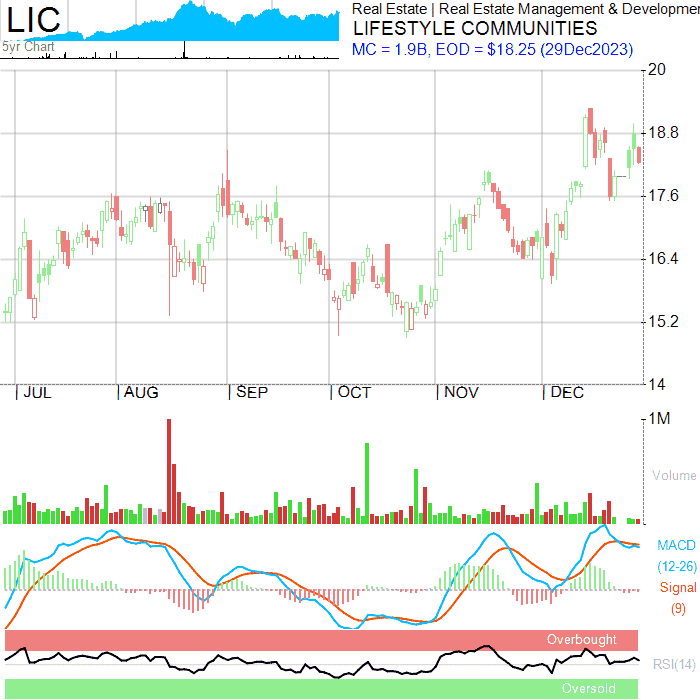 LIC
5yr Chart
Real Estate | Real Estate Management & Developmen
LIFESTYLE COMMUNITIES
MC = 1.9B, EOD = $18.25 (29Dec2023)
20
18.8
17.6
16.4
15.2
14
JUL AUG SEP OCT NOV DEC
1M
Volume
MACD
(12-26)
Signal
(9)
Overbought
RSI(14)
Oversold